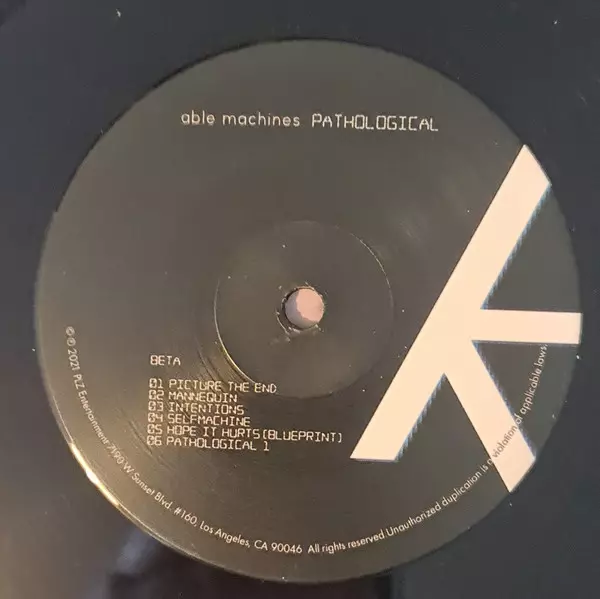 able machines PATHOLOGICAL
BETA
01 PICTURE THE END
02 MANNEQUIN
03 INTENTIONS
04 SELFMACHINE
05 HOPE IT HURTS (BLUEPRINT)
06 PATHOLOGICAL 1
© ℗ 2021 PLZ Entertainment 7190 W Sunset Blvd. #160, Los Angeles, CA 90046 All rights reserved. Unauthorized duplication is a violation of applicable laws.